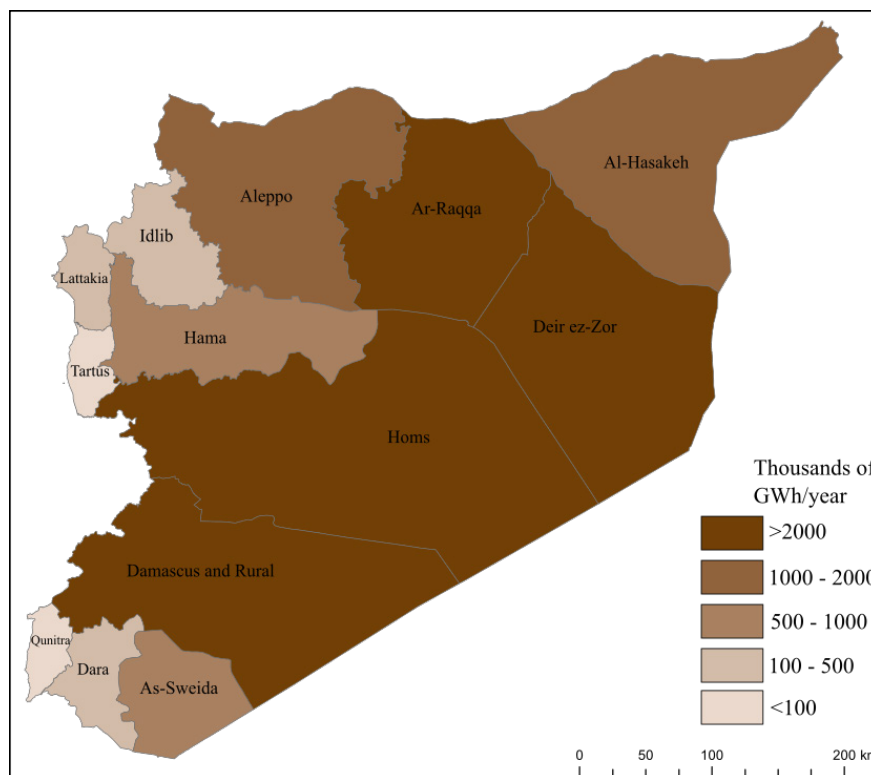 Al-Hasakeh
Aleppo
Ar-Raqqa
Idlib
Lattakia
Deir ez-Zor
Hama
Tartus
Homs
Damascus and Rural
Qunitra
Dara
As-Sweida
Thousands of
GWh/year
>2000
1000 - 2000
500 - 1000
100 - 500
<100
0 50 100 200 km